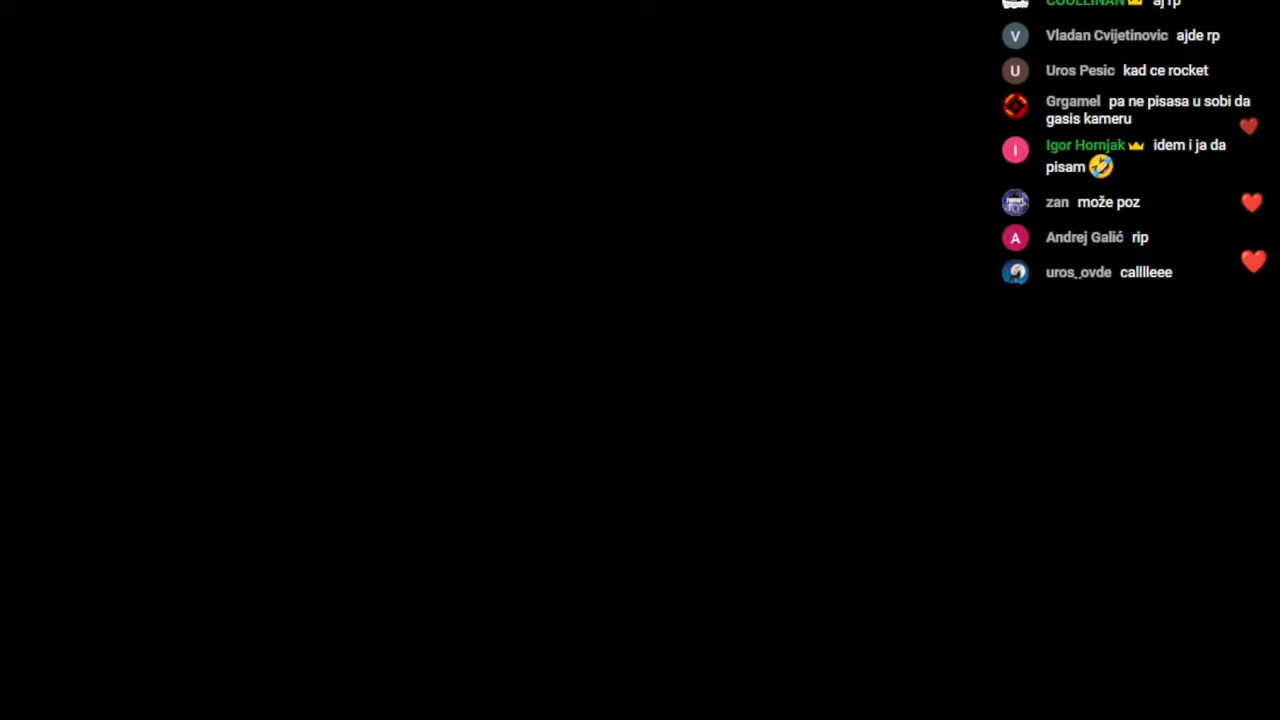 COOLLINAN aj rp
Vladan Cvijetinovic ajde rp
Uros Pesic kad ce rocket
Grgamel pa ne pisasa u sobi da
gasis kameru
Igor Hornjak idem i ja da
pisam 🤣
zan može poz
Andrej Galić rip
uros_ovde callleee